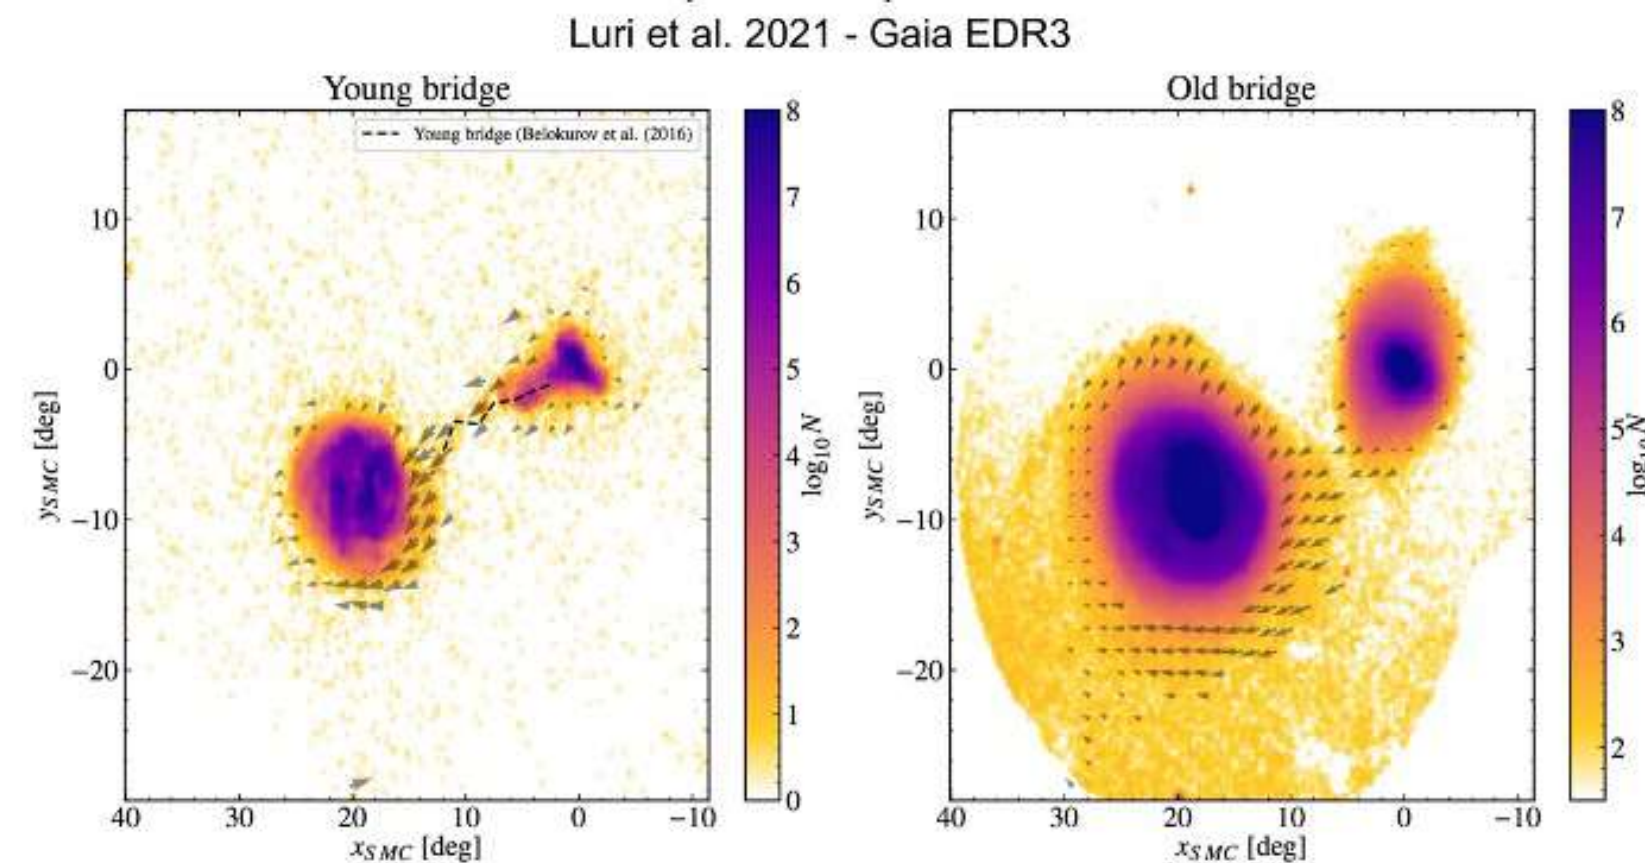 Luri et al. 2021 - Gaia EDR3
Young bridge
Old bridge
Young bridge (Belokurov et al. (2016)
10
0
−10
−20
y_SMC [deg]
40 30 20 10 0 −10
x_SMC [deg]
8
7
6
5
4
3
2
1
0
log₁₀N
10
0
−10
−20
y_SMC [deg]
40 30 20 10 0 −10
x_SMC [deg]
8
7
6
5
4
3
2